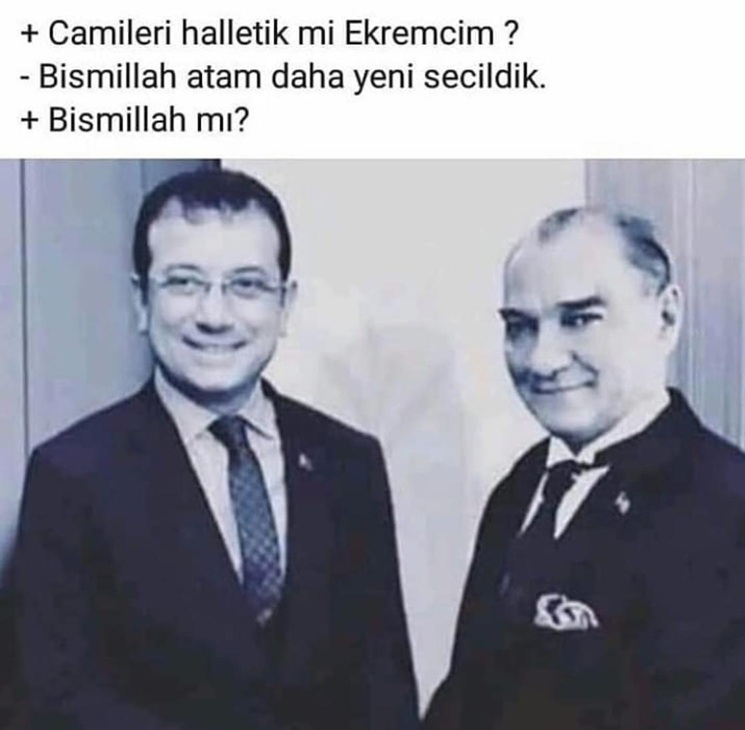 + Camileri halletik mi Ekremcim ?
- Bismillah atam daha yeni secildik.
+ Bismillah mı?